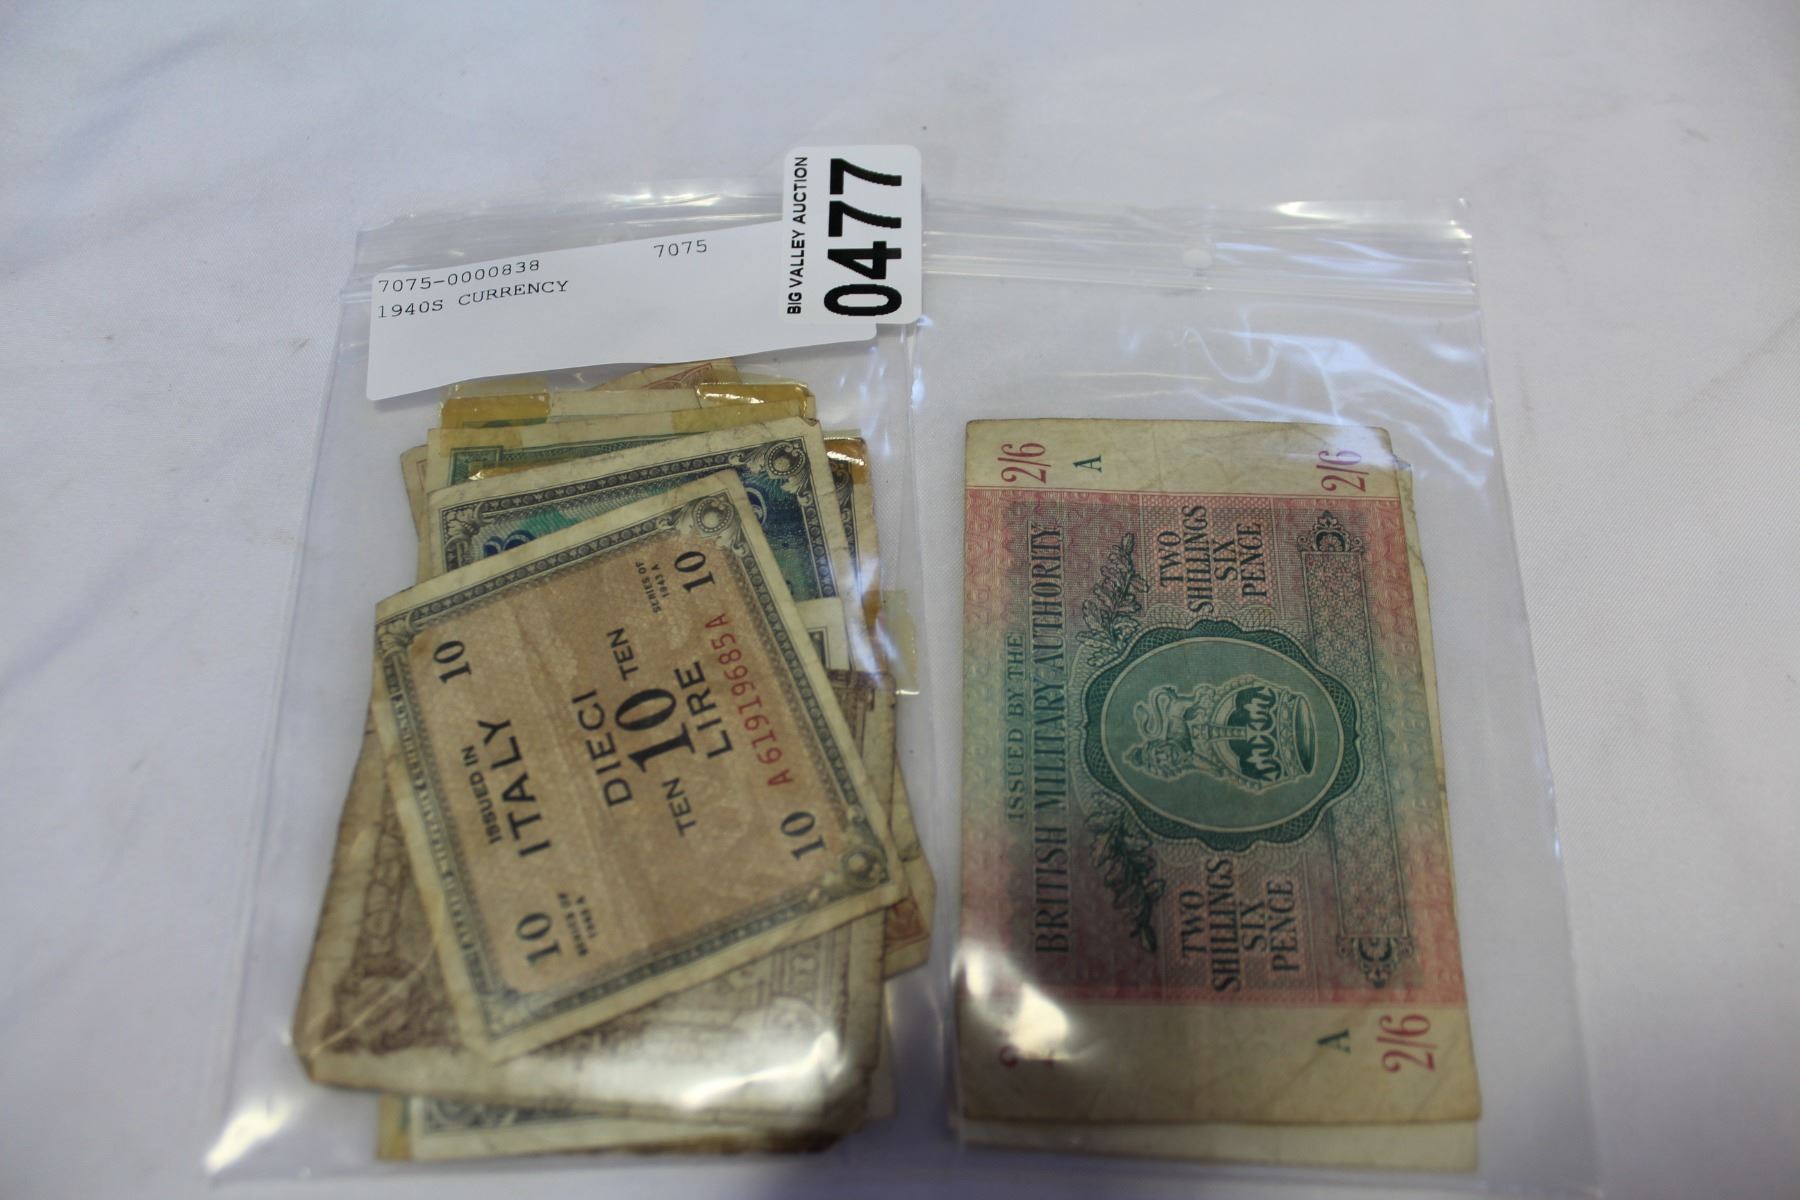 BIG VALLEY AUCTION
0477
7075-0000838 7075
1940S CURRENCY
ISSUED IN
ITALY
10
10
10
10
SERIES OF
1943 A
SERIES OF
1943 A
DIECI
TEN 10 TEN
LIRE
A61919685A
2/6
A
2/6
ISSUED BY THE
BRITISH MILITARY AUTHORITY
TWO
SHILLINGS
SIX
PENCE
TWO
SHILLINGS
SIX
PENCE
A
2/6